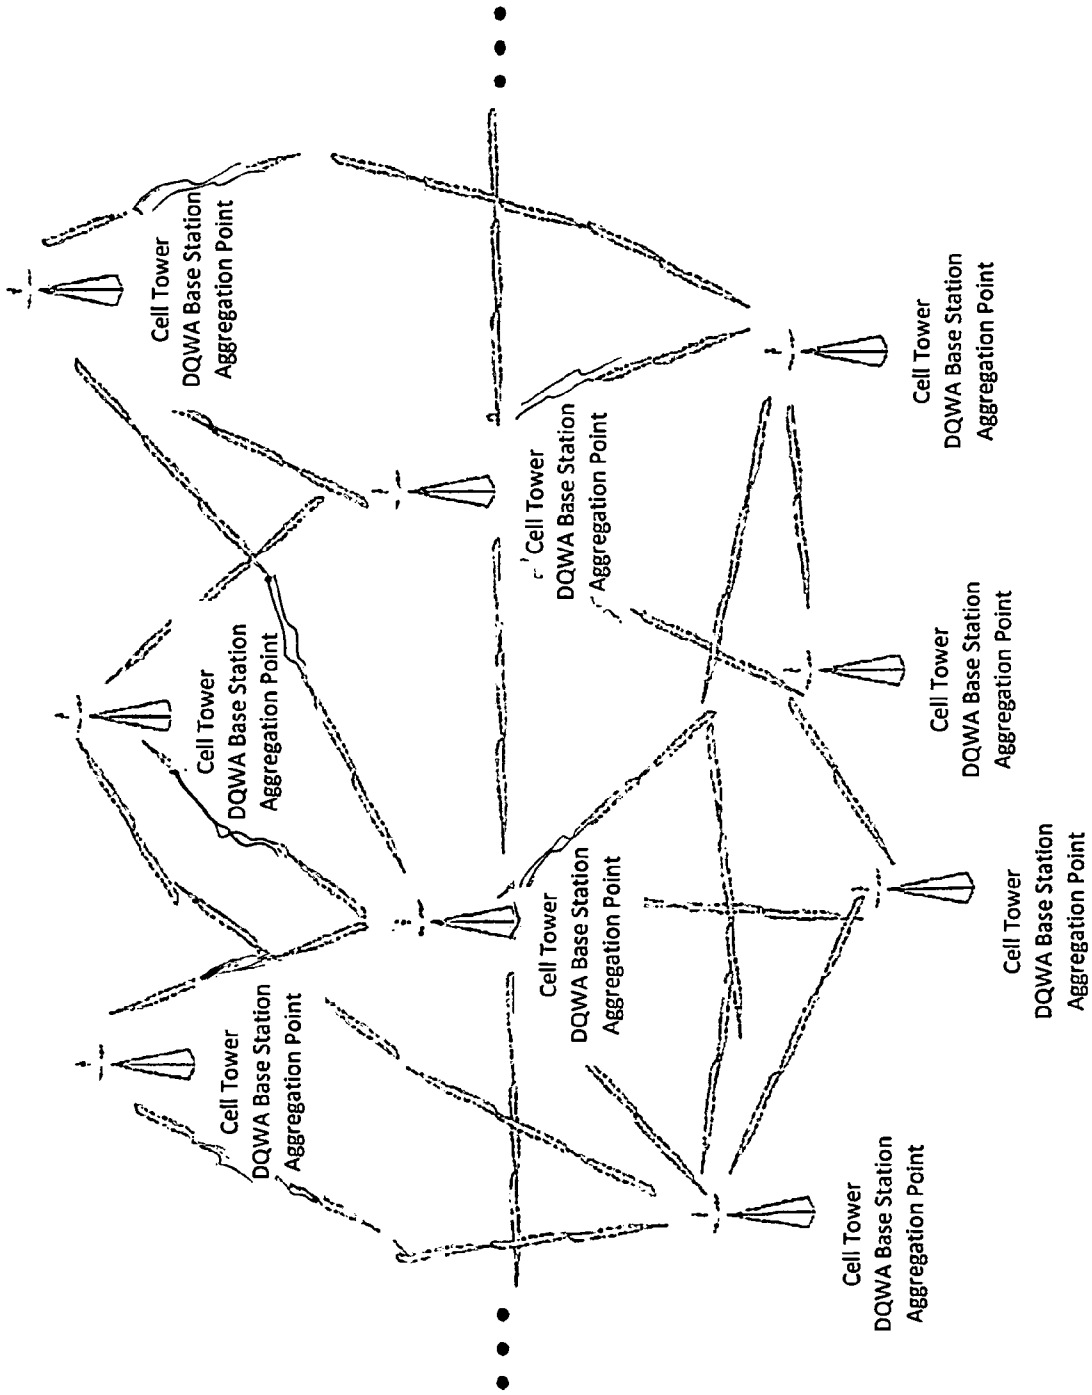 Cell Tower
DQWA Base Station
Aggregation Point
Cell Tower
DQWA Base Station
Aggregation Point
Cell Tower
DQWA Base Station
Aggregation Point
Cell Tower
DQWA Base Station
Aggregation Point
Cell Tower
DQWA Base Station
Aggregation Point
Cell Tower
DQWA Base Station
Aggregation Point
Cell Tower
DQWA Base Station
Aggregation Point
Cell Tower
DQWA Base Station
Aggregation Point
Cell Tower
DQWA Base Station
Aggregation Point